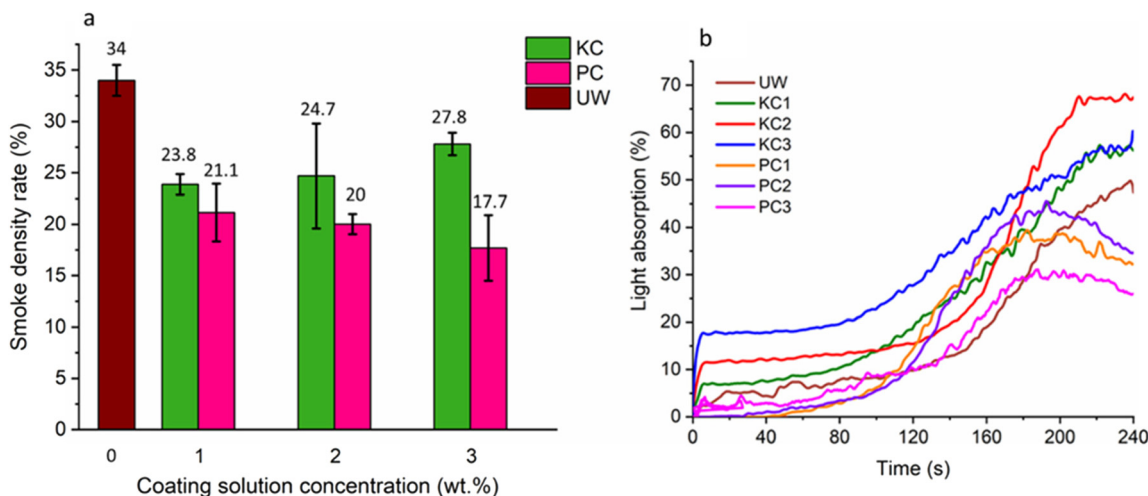 a
Smoke density rate (%)
35
30
25
20
15
10
5
0
34
23.8
21.1
24.7
20
27.8
17.7
KC
PC
UW
0 1 2 3
Coating solution concentration (wt.%)
b
Light absorption (%)
70
60
50
40
30
20
10
0
UW
KC1
KC2
KC3
PC1
PC2
PC3
0 40 80 120 160 200 240
Time (s)